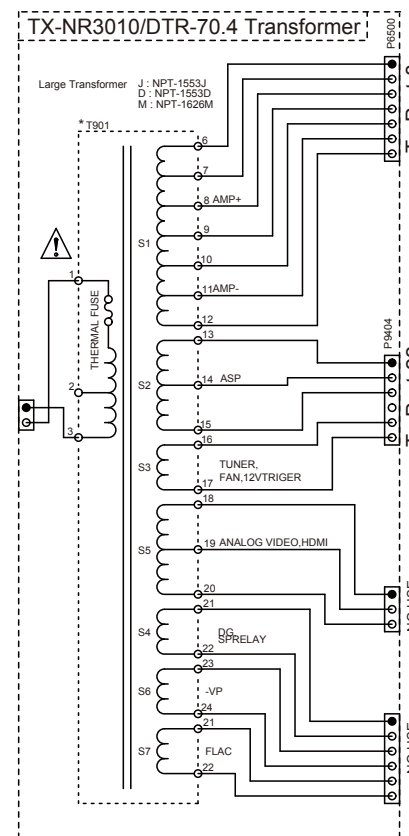 TX-NR3010/DTR-70.4 Transformer
P6500
Large Transformer J : NPT-1553J
D : NPT-1553D
M : NPT-1626M
* T901
6
7
8 AMP+
9
S1
10
11 AMP-
12
1
THERMAL FUSE
2
3
P9404
13
S2
14 ASP
15
16
S3
TUNER,
FAN,12VTRIGER
17
18
S5
19 ANALOG VIDEO,HDMI
20
21
S4
DG
SPRELAY
22
23
S6
-VP
24
21
S7
FLAC
22